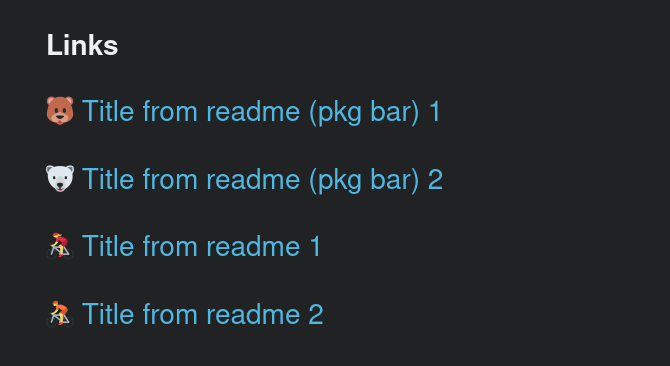 Links
🐻 Title from readme (pkg bar) 1
🐻‍❄️ Title from readme (pkg bar) 2
🚴 Title from readme 1
🚴 Title from readme 2